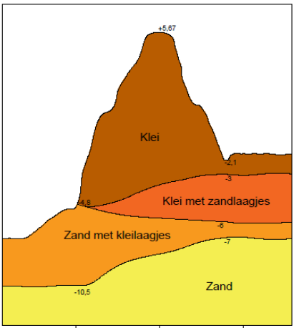 +5,67
Klei
-2,1
-3
Klei met zandlaagjes
-4,8
-6
Zand met kleilaagjes
-7
Zand
-10,5